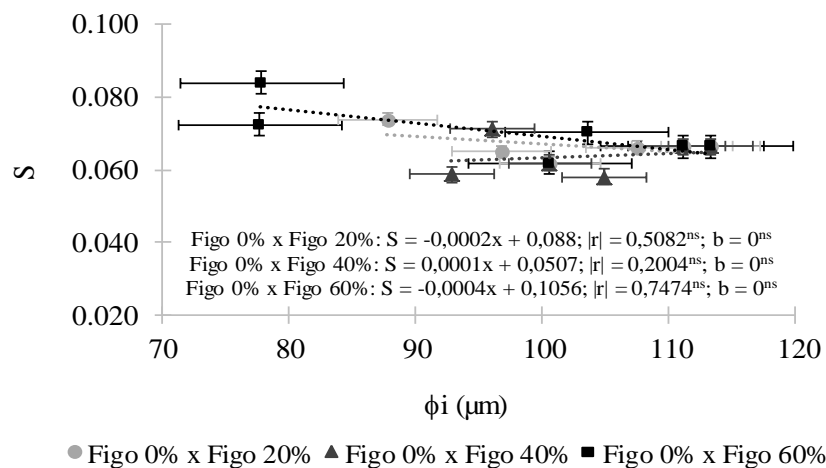 0.100
0.080
0.060
0.040
0.020
S
Figo 0% x Figo 20%: S = -0,0002x + 0,088; |r| = 0,5082ns; b = 0ns
Figo 0% x Figo 40%: S = 0,0001x + 0,0507; |r| = 0,2004ns; b = 0ns
Figo 0% x Figo 60%: S = -0,0004x + 0,1056; |r| = 0,7474ns; b = 0ns
70 80 90 100 110 120
ϕi (µm)
Figo 0% x Figo 20% Figo 0% x Figo 40% Figo 0% x Figo 60%